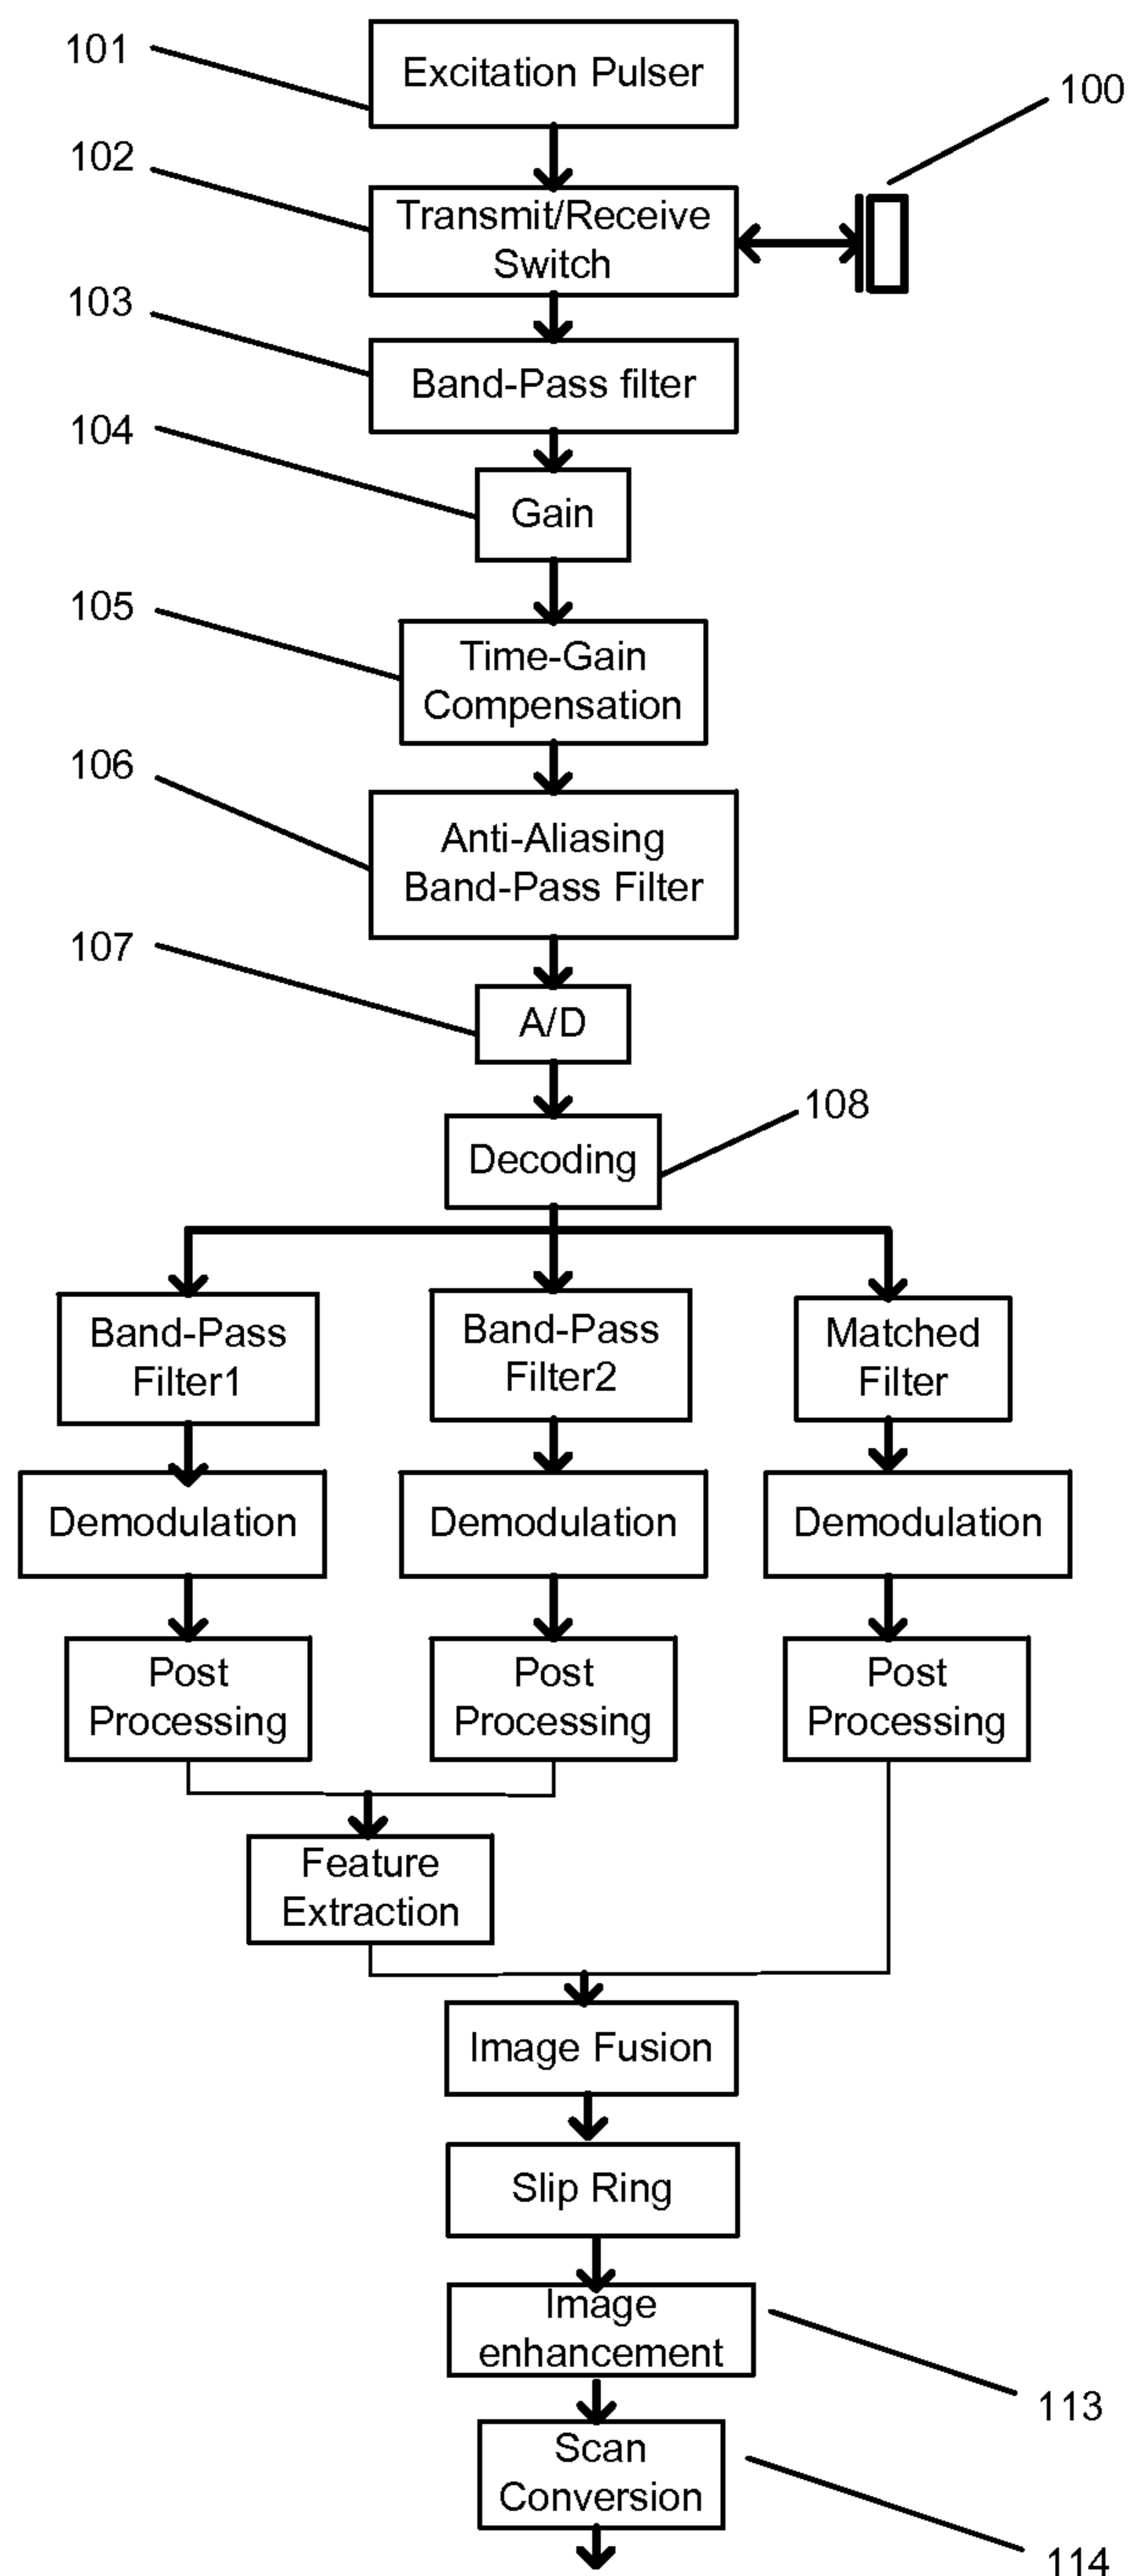 101
Excitation Pulser
100
102
Transmit/Receive
Switch
103
Band-Pass filter
104
Gain
105
Time-Gain
Compensation
106
Anti-Aliasing
Band-Pass Filter
107
A/D
108
Decoding
Band-Pass
Filter1
Band-Pass
Filter2
Matched
Filter
Demodulation
Demodulation
Demodulation
Post
Processing
Post
Processing
Post
Processing
Feature
Extraction
Image Fusion
Slip Ring
Image
enhancement
113
Scan
Conversion
114